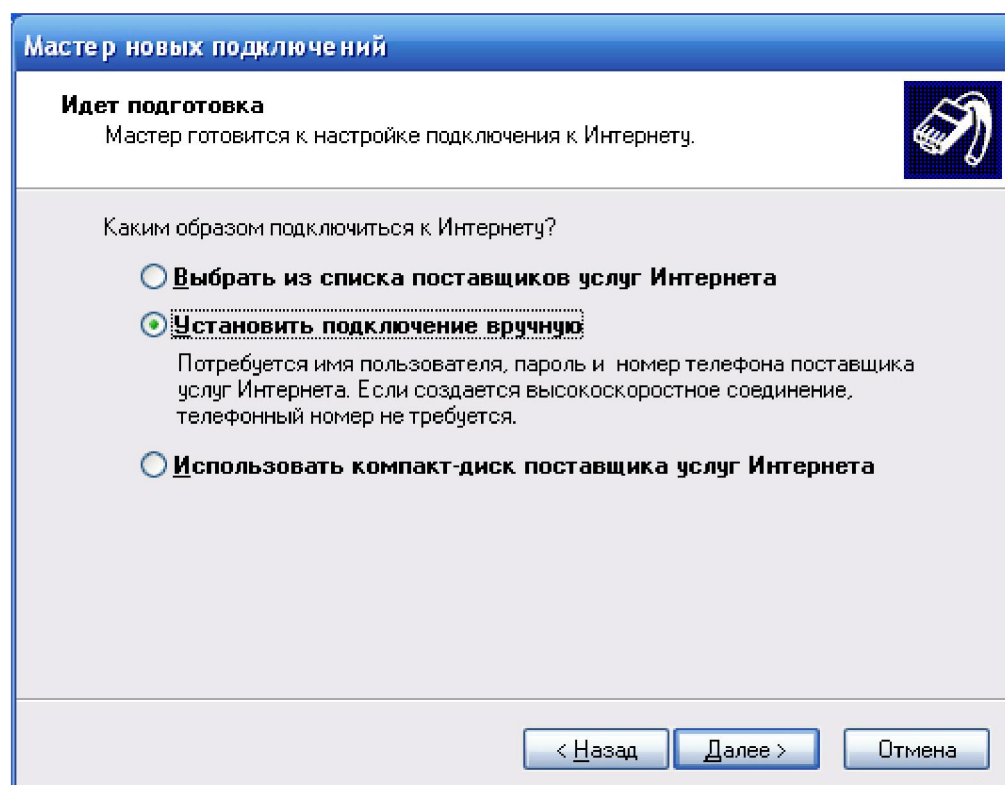 Мастер новых подключений
Идет подготовка
Мастер готовится к настройке подключения к Интернету.
Каким образом подключиться к Интернету?
Выбрать из списка поставщиков услуг Интернета
Установить подключение вручную
Потребуется имя пользователя, пароль и номер телефона поставщика
услуг Интернета. Если создается высокоскоростное соединение,
телефонный номер не требуется.
Использовать компакт-диск поставщика услуг Интернета
< Назад Далее > Отмена